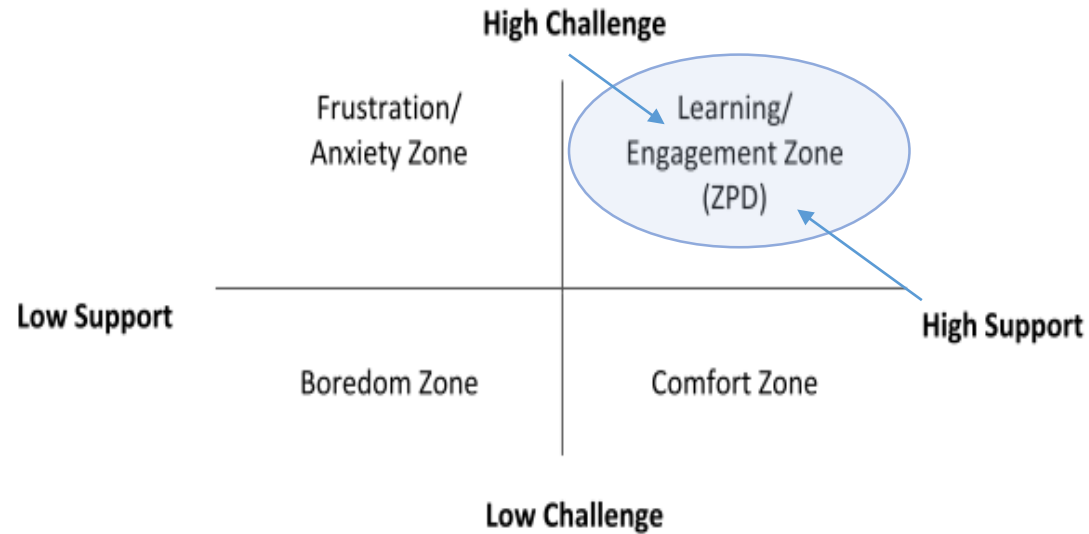 High Challenge
Frustration/
Anxiety Zone
Learning/
Engagement Zone
(ZPD)
Low Support
High Support
Boredom Zone
Comfort Zone
Low Challenge